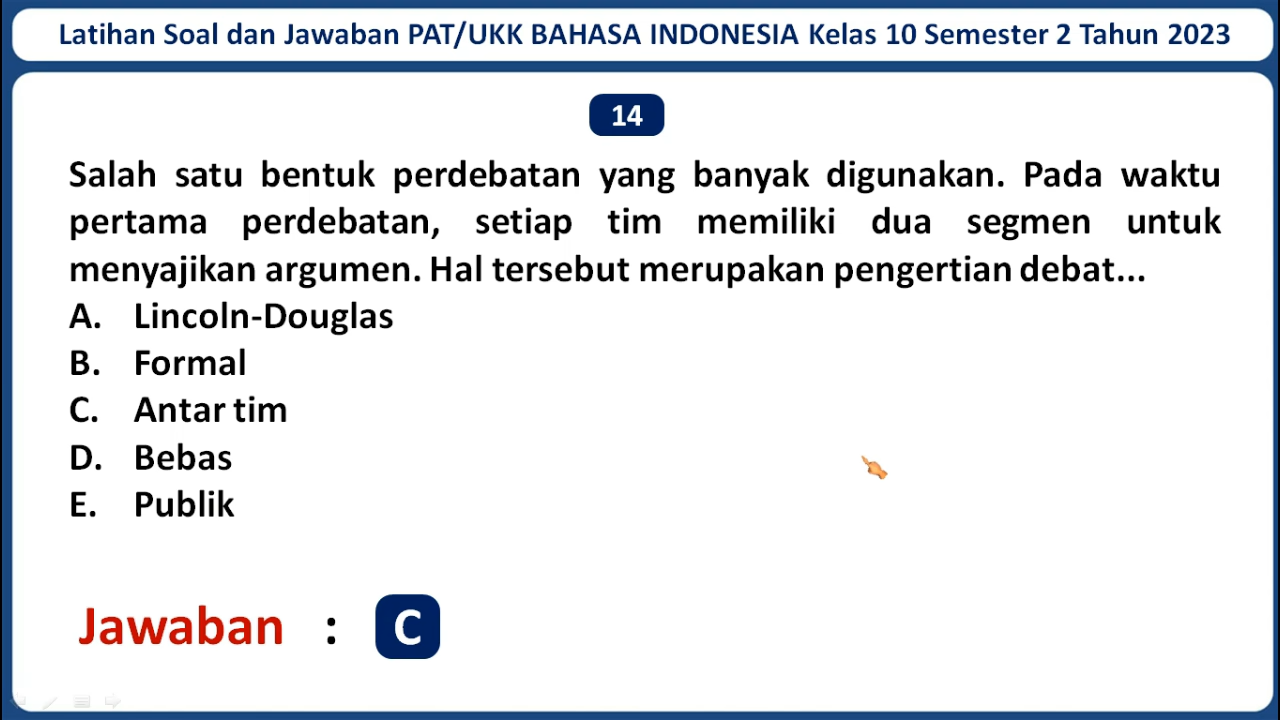 Latihan Soal dan Jawaban PAT/UKK BAHASA INDONESIA Kelas 10 Semester 2 Tahun 2023
14
Salah satu bentuk perdebatan yang banyak digunakan. Pada waktu
pertama perdebatan, setiap tim memiliki dua segmen untuk
menyajikan argumen. Hal tersebut merupakan pengertian debat...
A. Lincoln-Douglas
B. Formal
C. Antar tim
D. Bebas
E. Publik
Jawaban : C